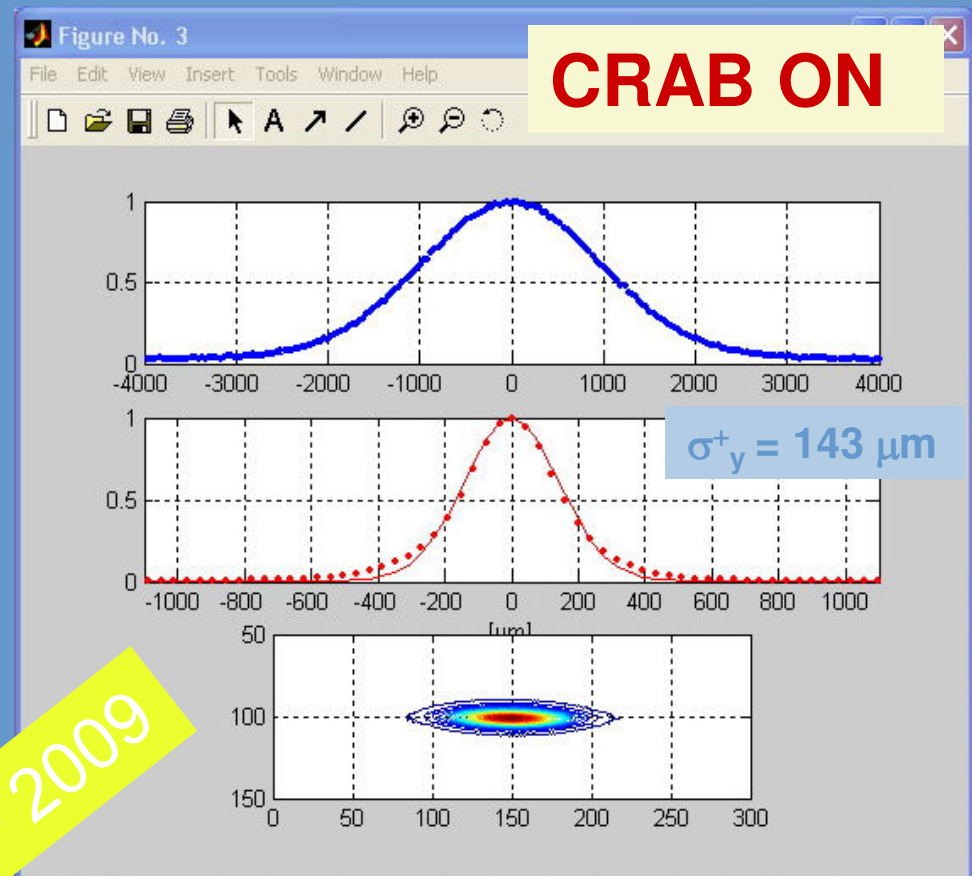 Figure No. 3
CRAB ON
File Edit View Insert Tools Window Help
1
0.5
0
-4000 -3000 -2000 -1000 0 1000 2000 3000 4000
1
σ⁺y = 143 μm
0.5
0
-1000 -800 -600 -400 -200 0 200 400 600 800 1000
[um]
50
100
150
0 50 100 150 200 250 300
2009